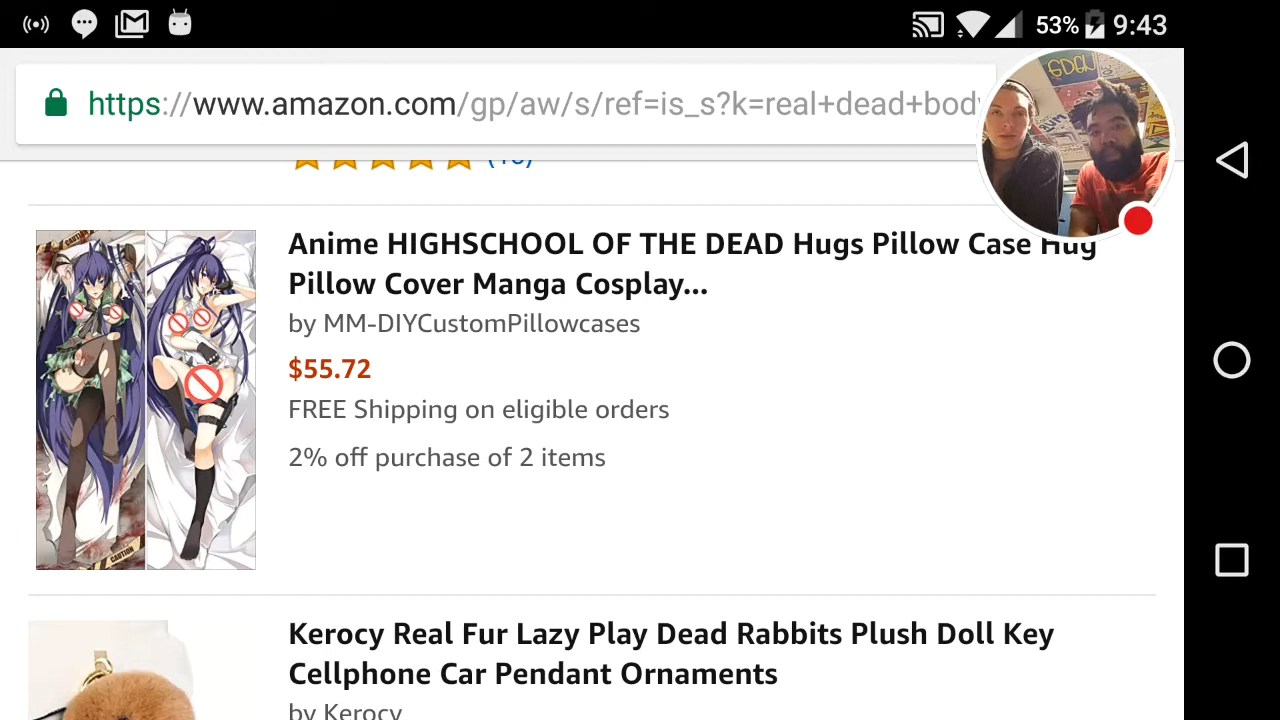 53% 9:43
https://www.amazon.com/gp/aw/s/ref=is_s?k=real+dead+body
Anime HIGHSCHOOL OF THE DEAD Hugs Pillow Case Hug
Pillow Cover Manga Cosplay...
by MM-DIYCustomPillowcases
$55.72
FREE Shipping on eligible orders
2% off purchase of 2 items
CAUTION
CAUTION
Kerocy Real Fur Lazy Play Dead Rabbits Plush Doll Key
Cellphone Car Pendant Ornaments
by Kerocy